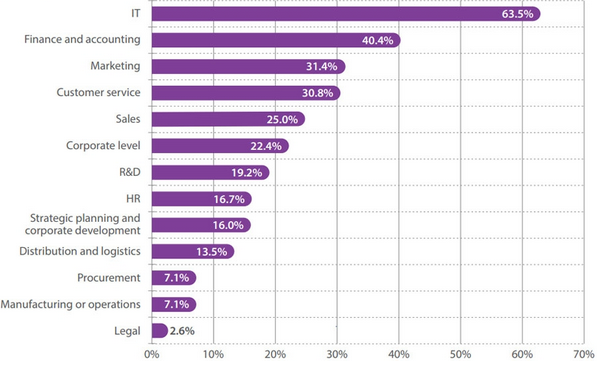 IT 63.5%
Finance and accounting 40.4%
Marketing 31.4%
Customer service 30.8%
Sales 25.0%
Corporate level 22.4%
R&D 19.2%
HR 16.7%
Strategic planning and
corporate development 16.0%
Distribution and logistics 13.5%
Procurement 7.1%
Manufacturing or operations 7.1%
Legal 2.6%
0% 10% 20% 30% 40% 50% 60% 70%